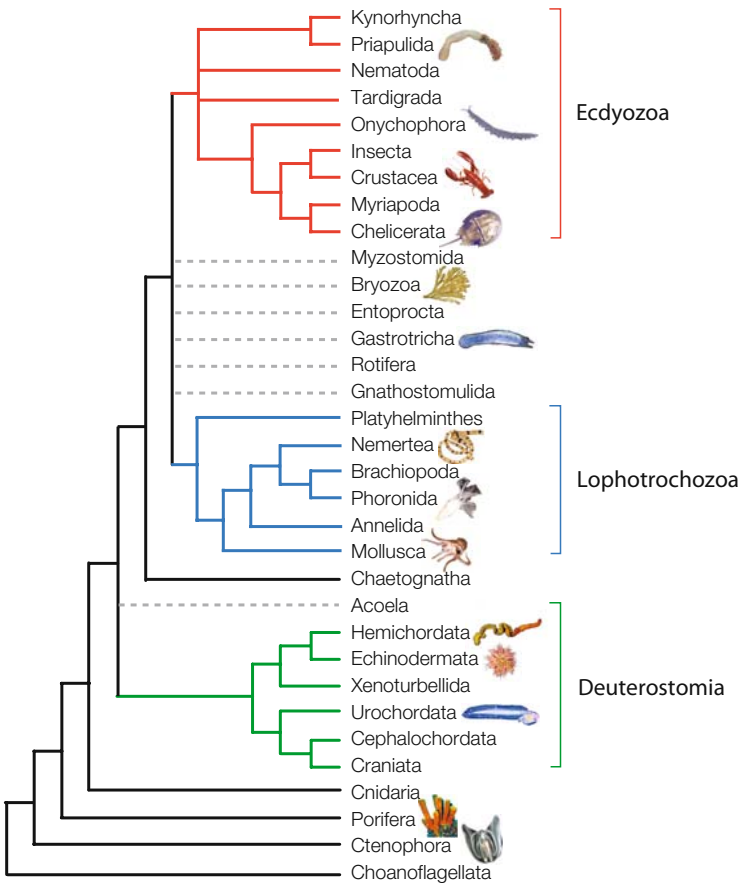 Kynorhyncha
Priapulida
Nematoda
Tardigrada
Onychophora
Insecta
Crustacea
Myriapoda
Chelicerata
Ecdyozoa
Myzostomida
Bryozoa
Entoprocta
Gastrotricha
Rotifera
Gnathostomulida
Platyhelminthes
Nemertea
Brachiopoda
Phoronida
Annelida
Mollusca
Lophotrochozoa
Chaetognatha
Acoela
Hemichordata
Echinodermata
Xenoturbellida
Urochordata
Cephalochordata
Craniata
Deuterostomia
Cnidaria
Porifera
Ctenophora
Choanoflagellata